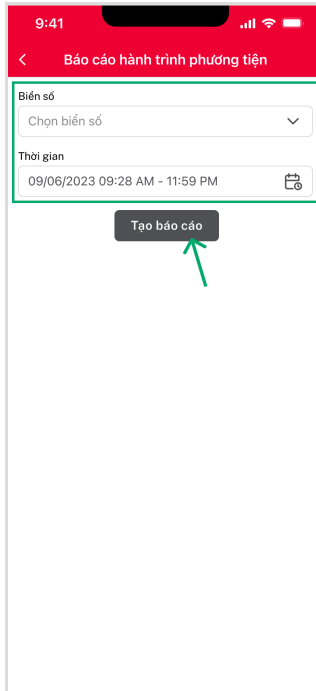 9:41
Báo cáo hành trình phương tiện
Biển số
Chọn biển số
Thời gian
09/06/2023 09:28 AM - 11:59 PM
Tạo báo cáo